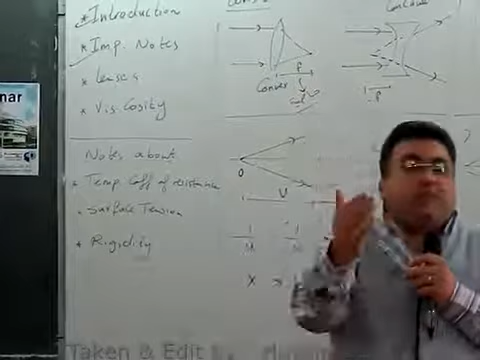 * Introduction
* Imp. Notes
* Lenses
* Viscosity
Notes about
* Temp Coff of resistance
* Surface Tension
* Rigidity
Conver
f
Concave
f
O
U
1
M
1
X
nar
Taken & Edit